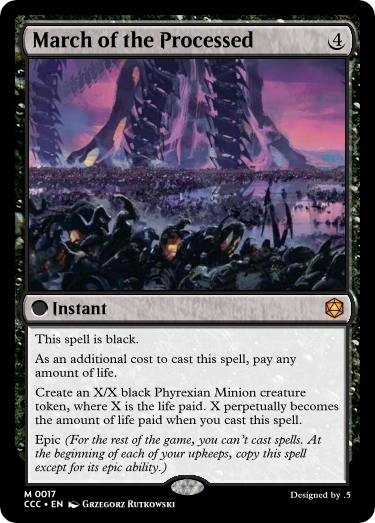 March of the Processed 4
Instant
This spell is black.
As an additional cost to cast this spell, pay any
amount of life.
Create an X/X black Phyrexian Minion creature
token, where X is the life paid. X perpetually becomes
the amount of life paid when you cast this spell.
Epic (For the rest of the game, you can't cast spells. At
the beginning of each of your upkeeps, copy this spell
except for its epic ability.)
M 0017
CCC • EN Grzegorz Rutkowski
Designed by .5